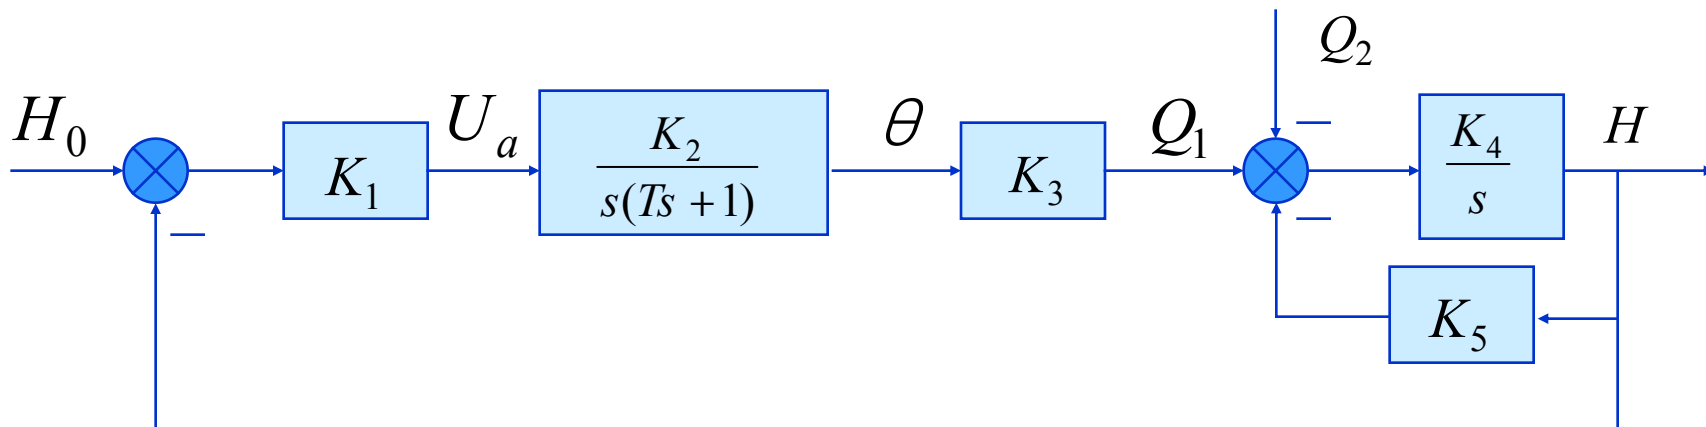 H₀
K₁
Uₐ
K₂
s(Ts + 1)
θ
K₃
Q₁
Q₂
−
−
−
K₄
s
H
K₅